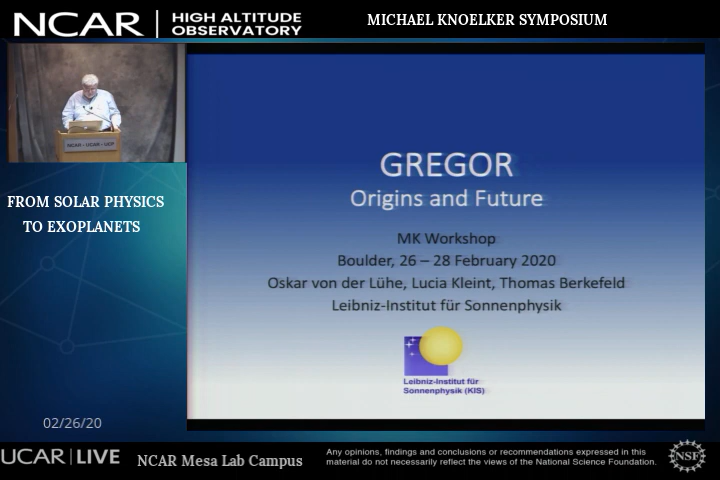 NCAR
HIGH ALTITUDE
OBSERVATORY
MICHAEL KNOELKER SYMPOSIUM
NCAR - UCAR - UCP
FROM SOLAR PHYSICS
TO EXOPLANETS
GREGOR
Origins and Future
MK Workshop
Boulder, 26 – 28 February 2020
Oskar von der Lühe, Lucia Kleint, Thomas Berkefeld
Leibniz-Institut für Sonnenphysik
Leibniz-Institut für
Sonnenphysik (KIS)
02/26/20
UCAR | LIVE
NCAR Mesa Lab Campus
Any opinions, findings and conclusions or recommendations expressed in this
material do not necessarily reflect the views of the National Science Foundation.
NSF